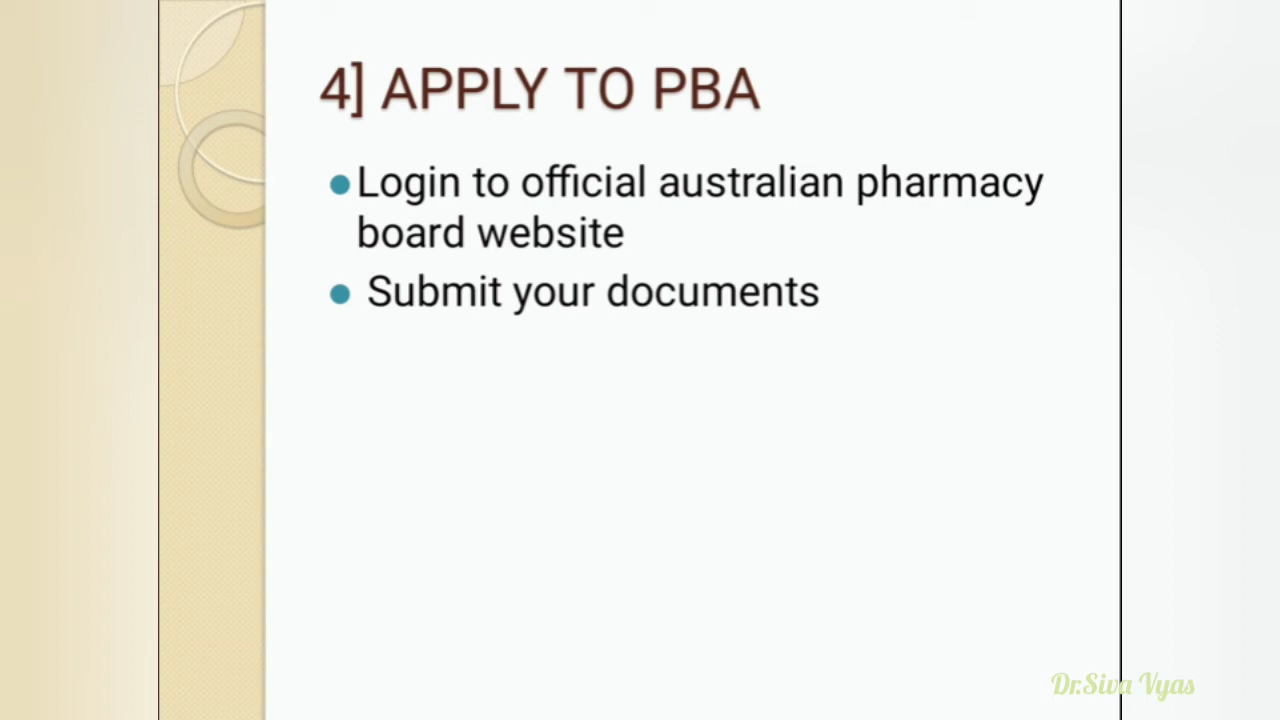 4] APPLY TO PBA
Login to official australian pharmacy
board website
Submit your documents
Dr.Siva Vyas